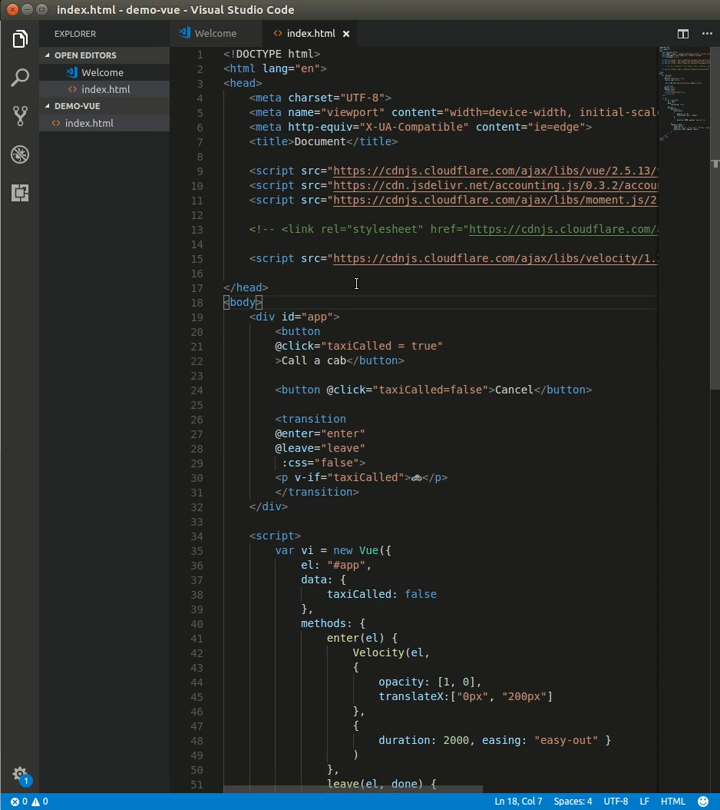 index.html - demo-vue - Visual Studio Code
EXPLORER
OPEN EDITORS
Welcome
index.html
DEMO-VUE
index.html
Welcome
index.html
1 <!DOCTYPE html>
2 <html lang="en">
3 <head>
4 <meta charset="UTF-8">
5 <meta name="viewport" content="width=device-width, initial-scal
6 <meta http-equiv="X-UA-Compatible" content="ie=edge">
7 <title>Document</title>
8
9 <script src="https://cdnjs.cloudflare.com/ajax/libs/vue/2.5.13/
10 <script src="https://cdn.jsdelivr.net/accounting.js/0.3.2/accou
11 <script src="https://cdnjs.cloudflare.com/ajax/libs/moment.js/2
12
13 <!-- <link rel="stylesheet" href="https://cdnjs.cloudflare.com/
14
15 <script src="https://cdnjs.cloudflare.com/ajax/libs/velocity/1.
16
17 </head>
18 <body>
19 <div id="app">
20 <button
21 @click="taxiCalled = true"
22 >Call a cab</button>
23
24 <button @click="taxiCalled=false">Cancel</button>
25
26 <transition
27 @enter="enter"
28 @leave="leave"
29 :css="false">
30 <p v-if="taxiCalled">🚗</p>
31 </transition>
32 </div>
33
34 <script>
35 var vi = new Vue({
36 el: "#app",
37 data: {
38 taxiCalled: false
39 },
40 methods: {
41 enter(el) {
42 Velocity(el,
43 {
44 opacity: [1, 0],
45 translateX:["0px", "200px"]
46 },
47 {
48 duration: 2000, easing: "easy-out" }
49 )
50 },
51 leave(el, done) {
1
0 0
Ln 18, Col 7
Spaces: 4
UTF-8
LF
HTML